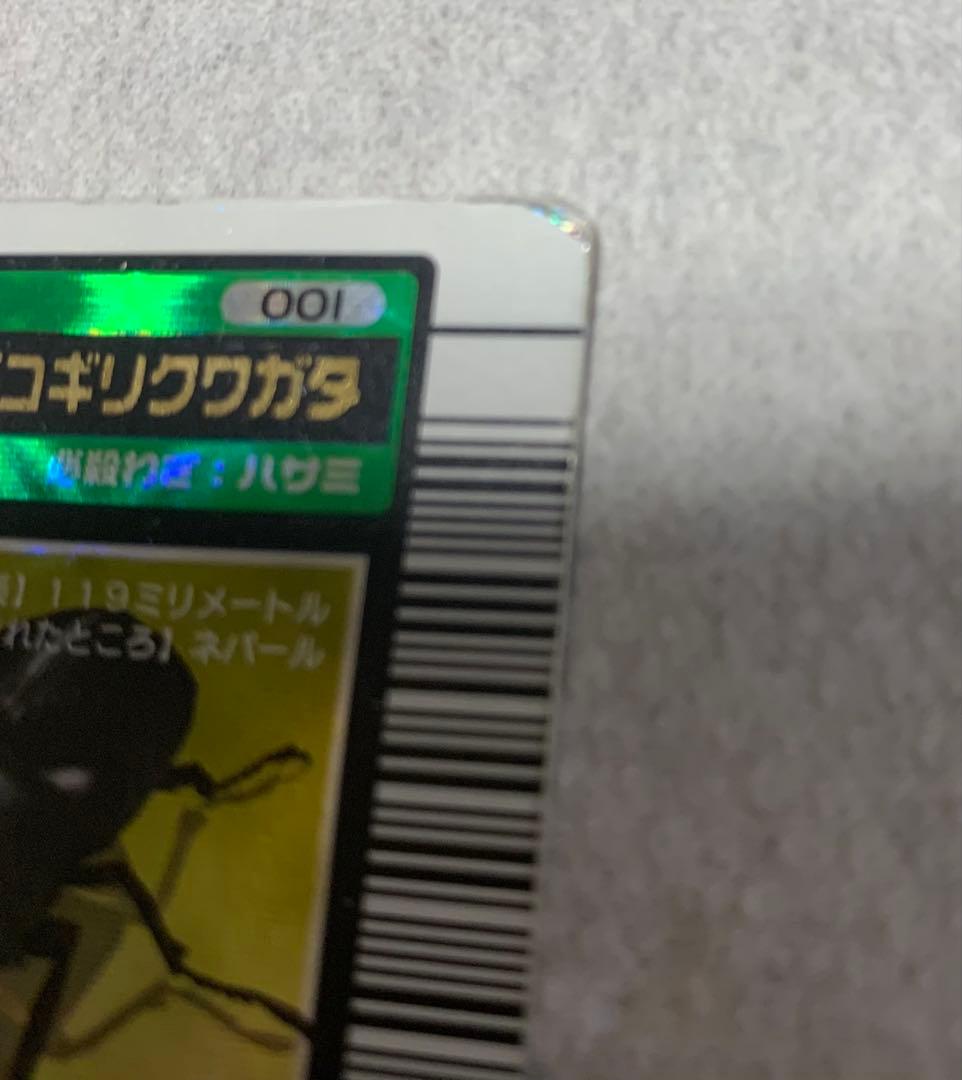 001
コギリクワガタ
必殺わざ：ハサミ
】119ミリメートル
れたところ】ネパール